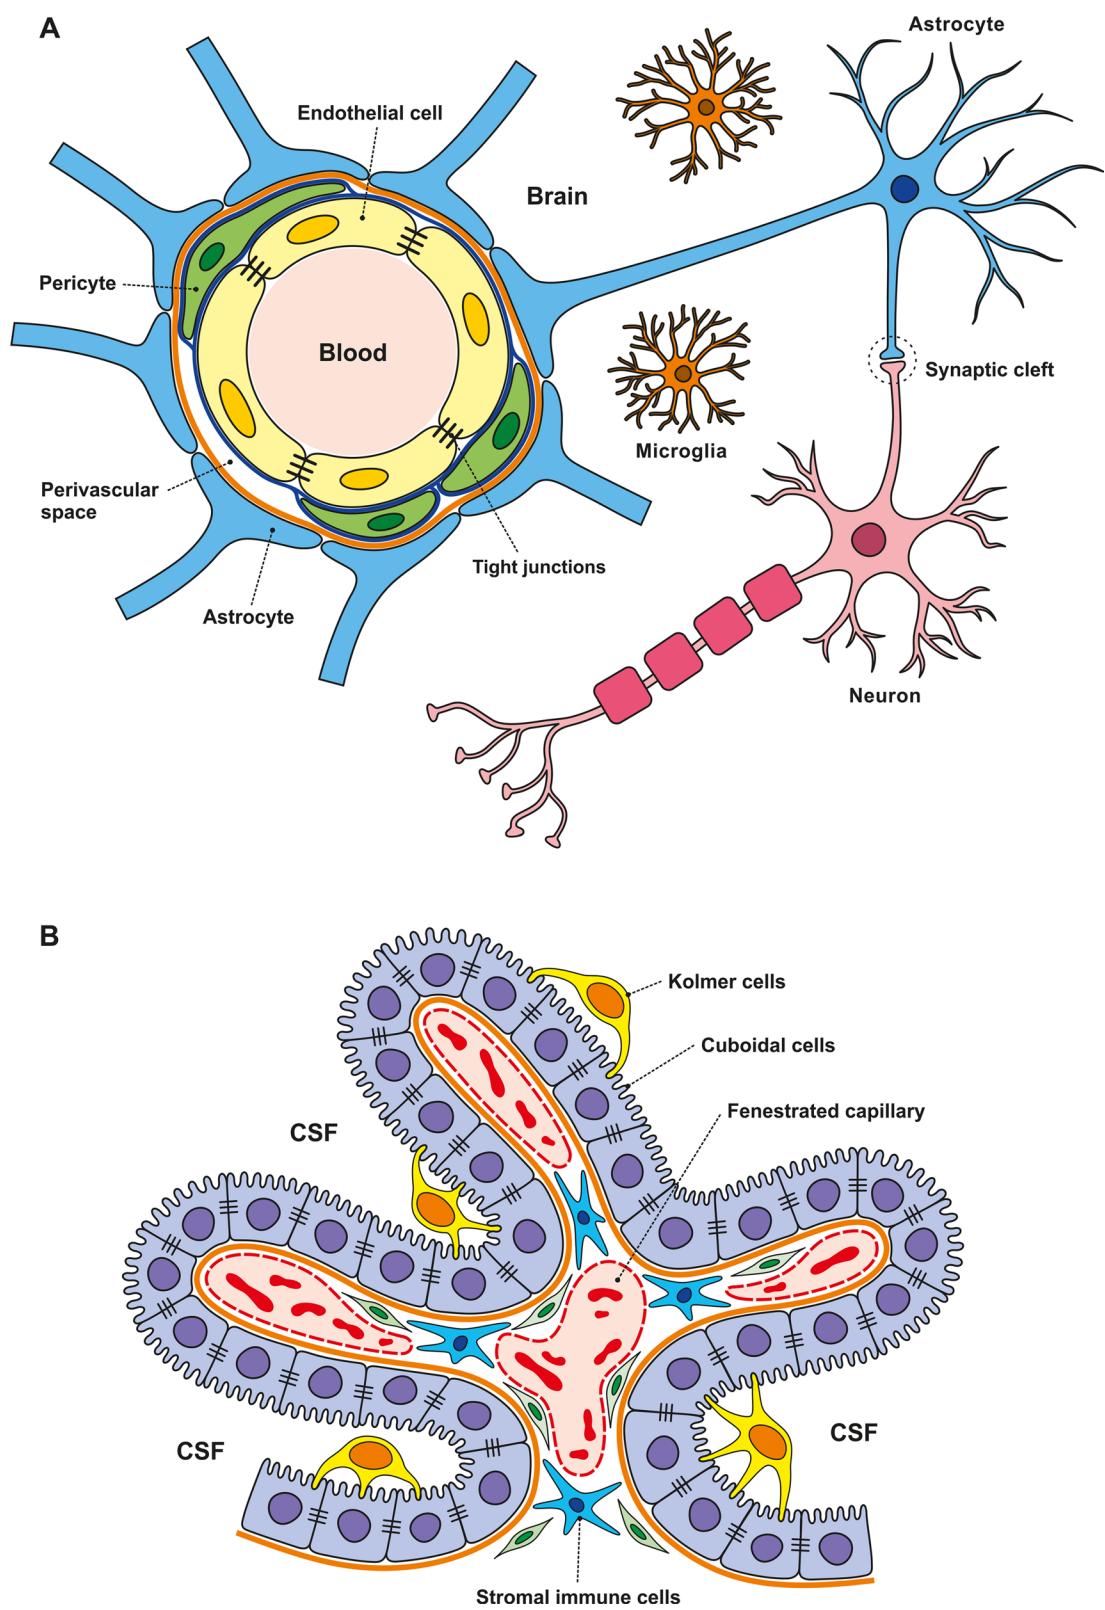 A
Astrocyte
Endothelial cell
Brain
Pericyte
Blood
Synaptic cleft
Microglia
Perivascular
space
Tight junctions
Astrocyte
Neuron
B
Kolmer cells
Cuboidal cells
Fenestrated capillary
CSF
CSF
CSF
Stromal immune cells